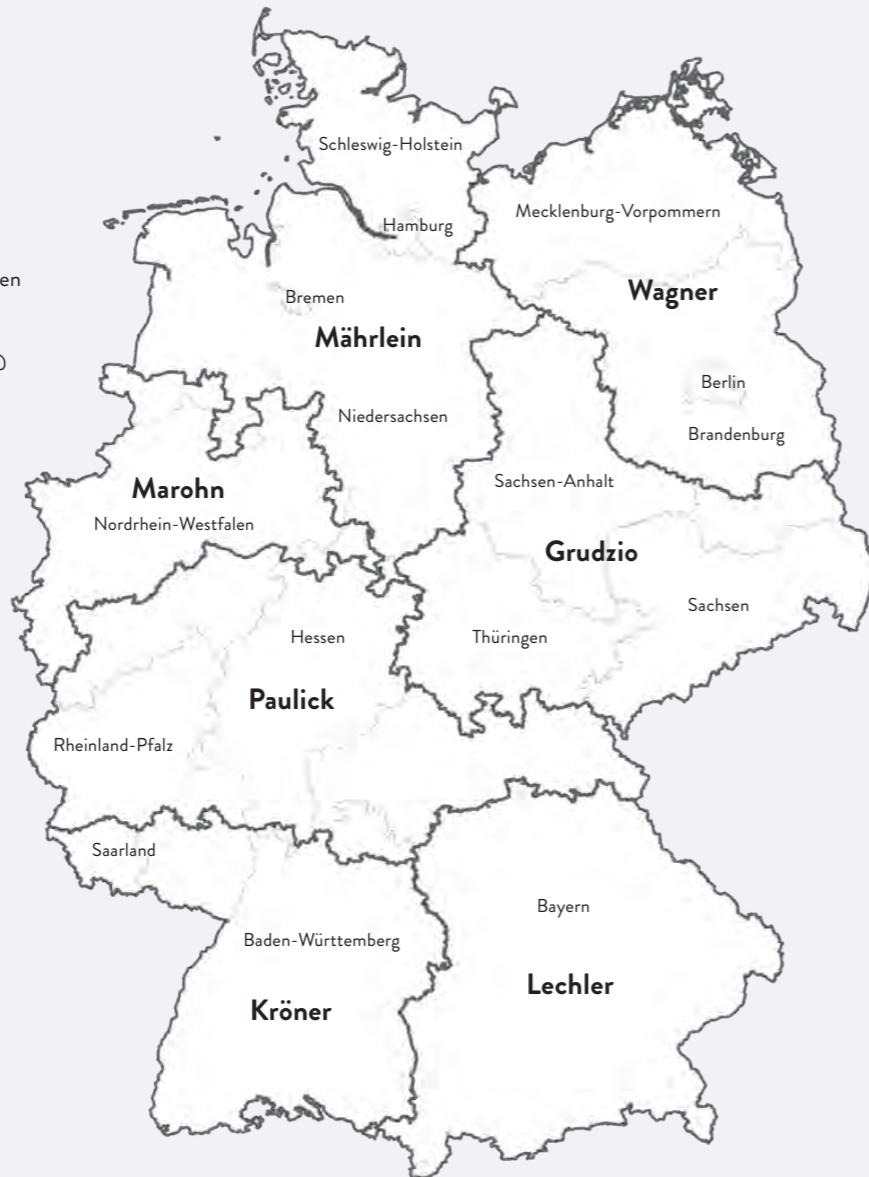 Schleswig-Holstein
Hamburg
Mecklenburg-Vorpommern
en
Wagner
Bremen
Mährlein
)
Berlin
Niedersachsen
Brandenburg
Sachsen-Anhalt
Marohn
Nordrhein-Westfalen
Grudzio
Sachsen
Hessen
Thüringen
Paulick
Rheinland-Pfalz
Saarland
Bayern
Baden-Württemberg
Lechler
Kröner